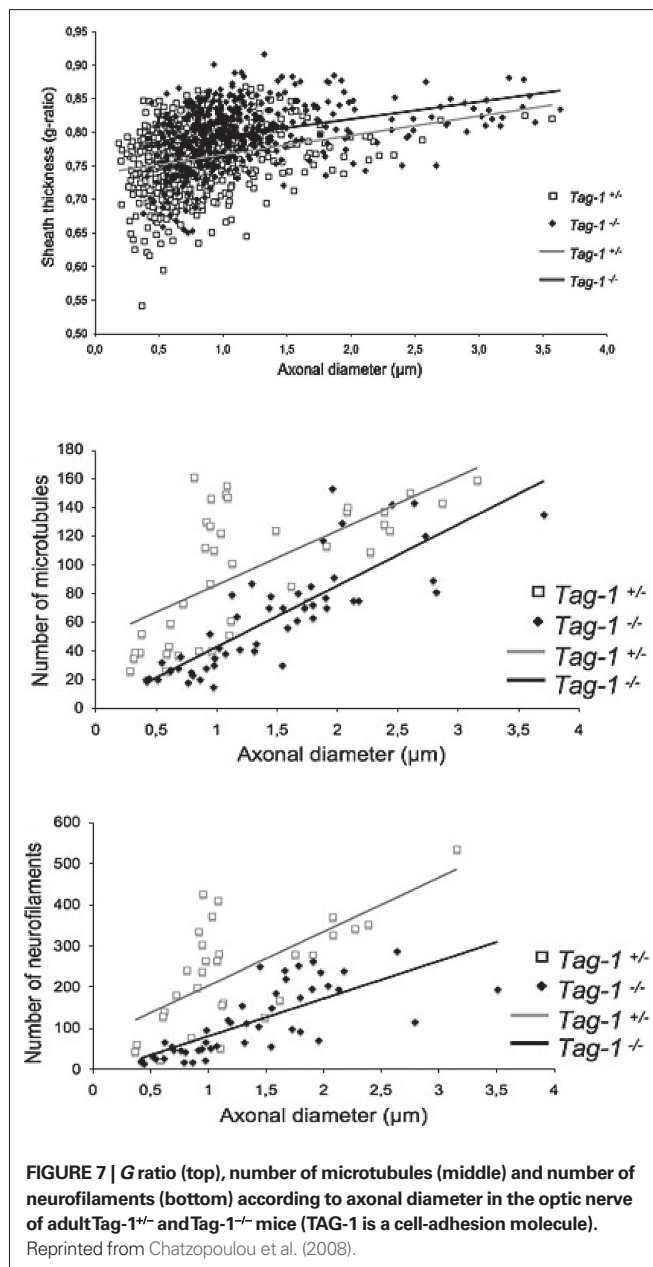 0,95
0,90
0,85
0,80
0,75
0,70
0,65
0,60
0,55
0,50
Sheath thickness (g-ratio)
Tag-1 +/-
Tag-1 -/-
Tag-1 +/-
Tag-1 -/-
0,0 0,5 1,0 1,5 2,0 2,5 3,0 3,5 4,0
Axonal diameter (µm)
180
160
140
120
100
80
60
40
20
0
Number of microtubules
Tag-1 +/-
Tag-1 -/-
Tag-1 +/-
Tag-1 -/-
0 0,5 1 1,5 2 2,5 3 3,5 4
Axonal diameter (µm)
600
500
400
300
200
100
0
Number of neurofilaments
Tag-1 +/-
Tag-1 -/-
Tag-1 +/-
Tag-1 -/-
0 0,5 1 1,5 2 2,5 3 3,5 4
Axonal diameter (µm)
FIGURE 7 | G ratio (top), number of microtubules (middle) and number of
neurofilaments (bottom) according to axonal diameter in the optic nerve
of adult Tag-1+/− and Tag-1−/− mice (TAG-1 is a cell-adhesion molecule).
Reprinted from Chatzopoulou et al. (2008).